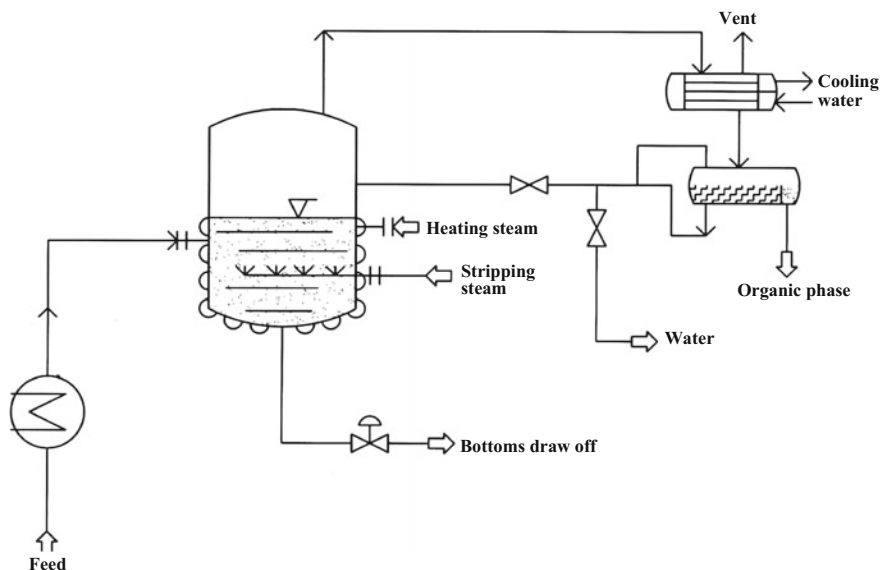 Vent
Cooling
water
Heating steam
Stripping
steam
Organic phase
Water
Bottoms draw off
Feed